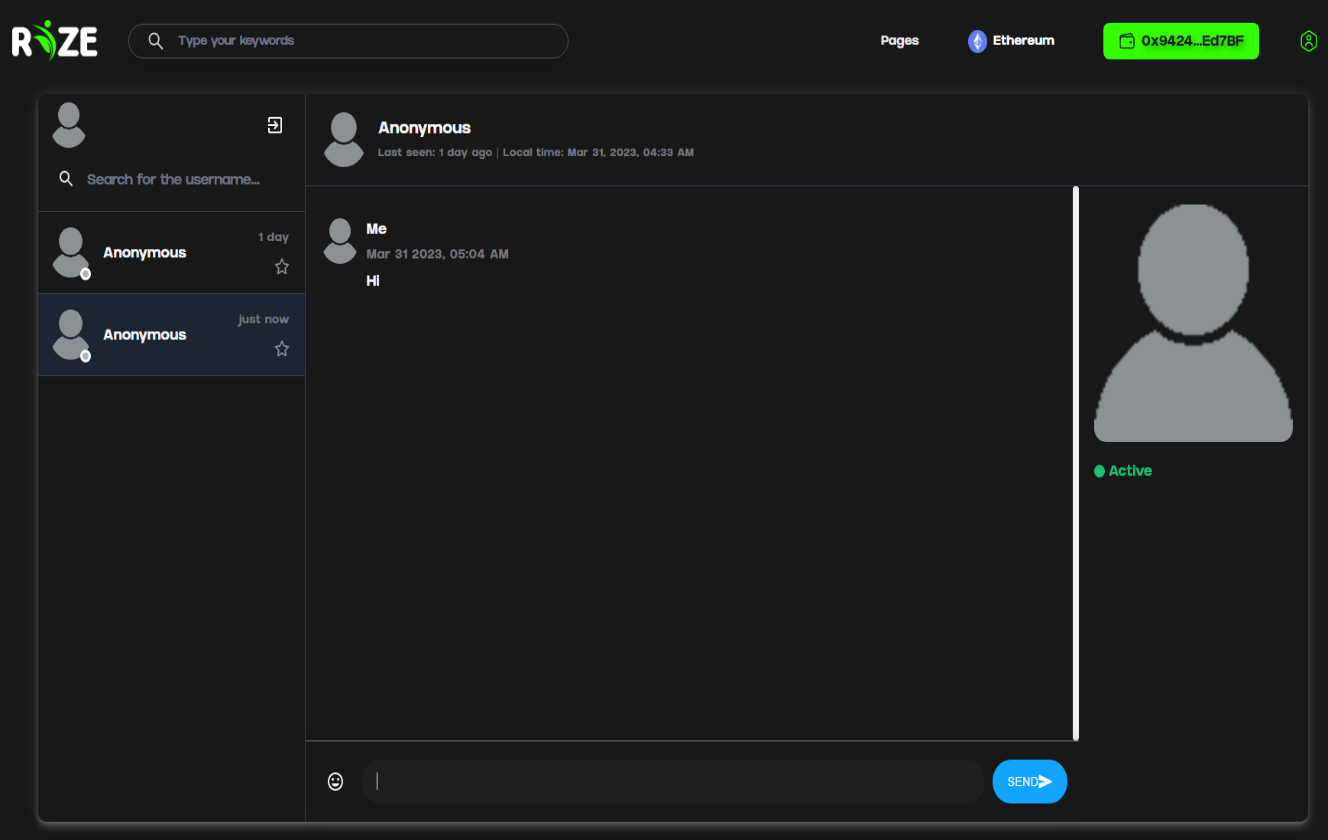 RIZE
Type your keywords
Pages
Ethereum
0x9424...Ed7BF
Search for the username...
Anonymous
1 day
Anonymous
just now
Anonymous
Last seen: 1 day ago | Local time: Mar 31, 2023, 04:33 AM
Me
Mar 31 2023, 05:04 AM
Hi
Active
SEND